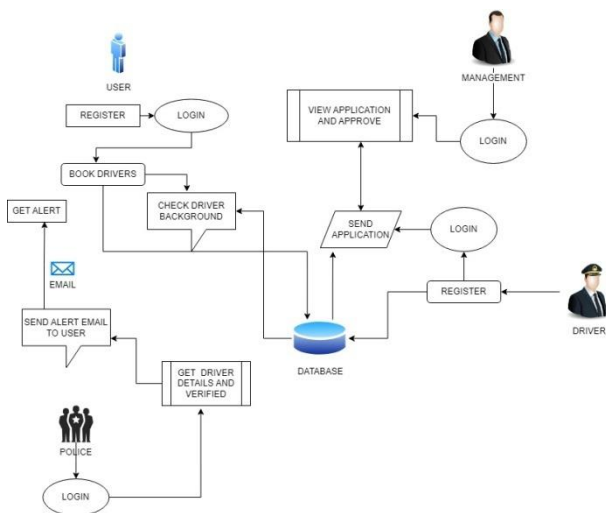 USER
MANAGEMENT
REGISTER
LOGIN
VIEW APPLICATION
AND APPROVE
LOGIN
BOOK DRIVERS
GET ALERT
CHECK DRIVER
BACKGROUND
SEND
APPLICATION
LOGIN
EMAIL
REGISTER
SEND ALERT EMAIL
TO USER
DRIVER
DATABASE
GET DRIVER
DETAILS AND
VERIFIED
POLICE
LOGIN